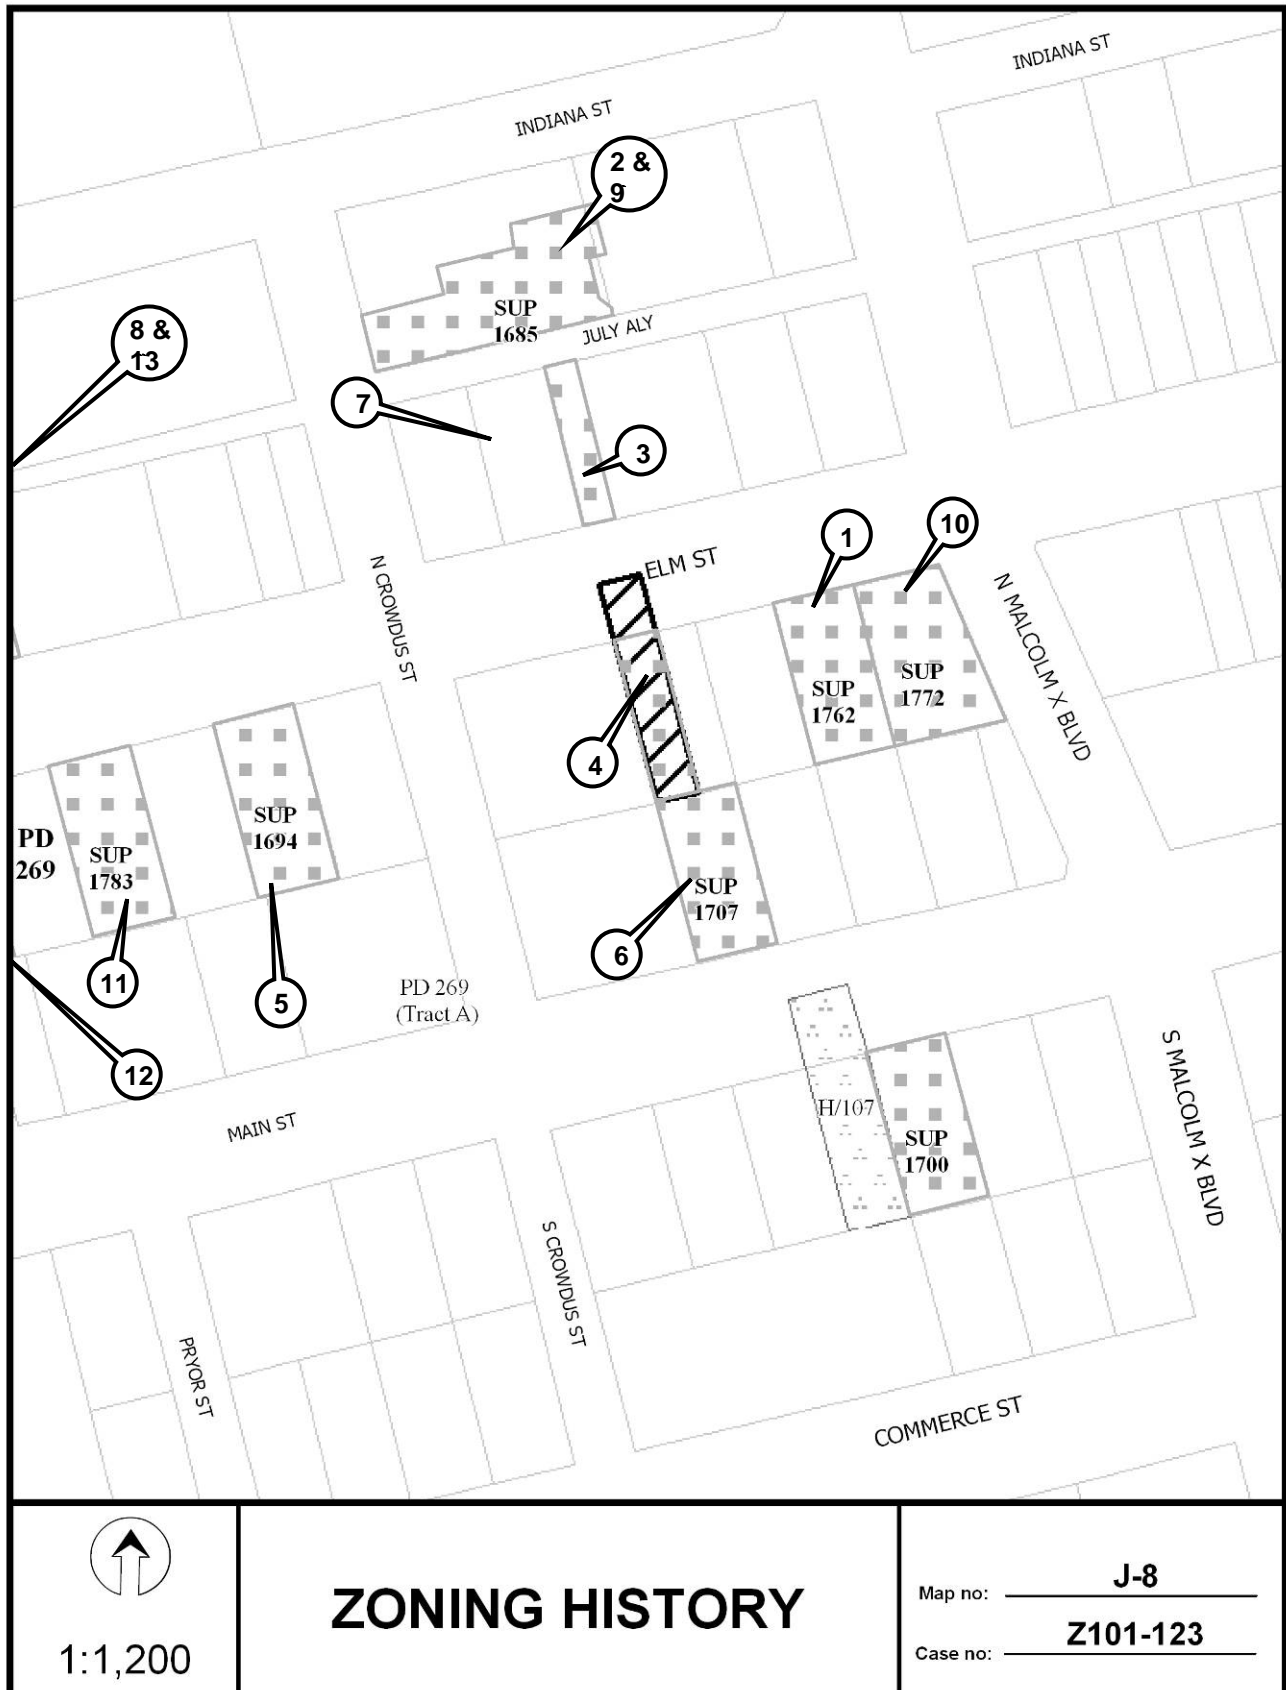 INDIANA ST
INDIANA ST
2 &
9
SUP
1685
JULY ALY
8 &
13
7
3
ELM ST
1
10
N CROWDUS ST
N MALCOLM X BLVD
SUP
1762
SUP
1772
4
PD
269
SUP
1783
SUP
1694
SUP
1707
6
11
5
PD 269
(Tract A)
12
MAIN ST
H/107
SUP
1700
S MALCOLM X BLVD
S CROWDUS ST
PRYOR ST
COMMERCE ST
1:1,200
ZONING HISTORY
Map no: J-8
Case no: Z101-123